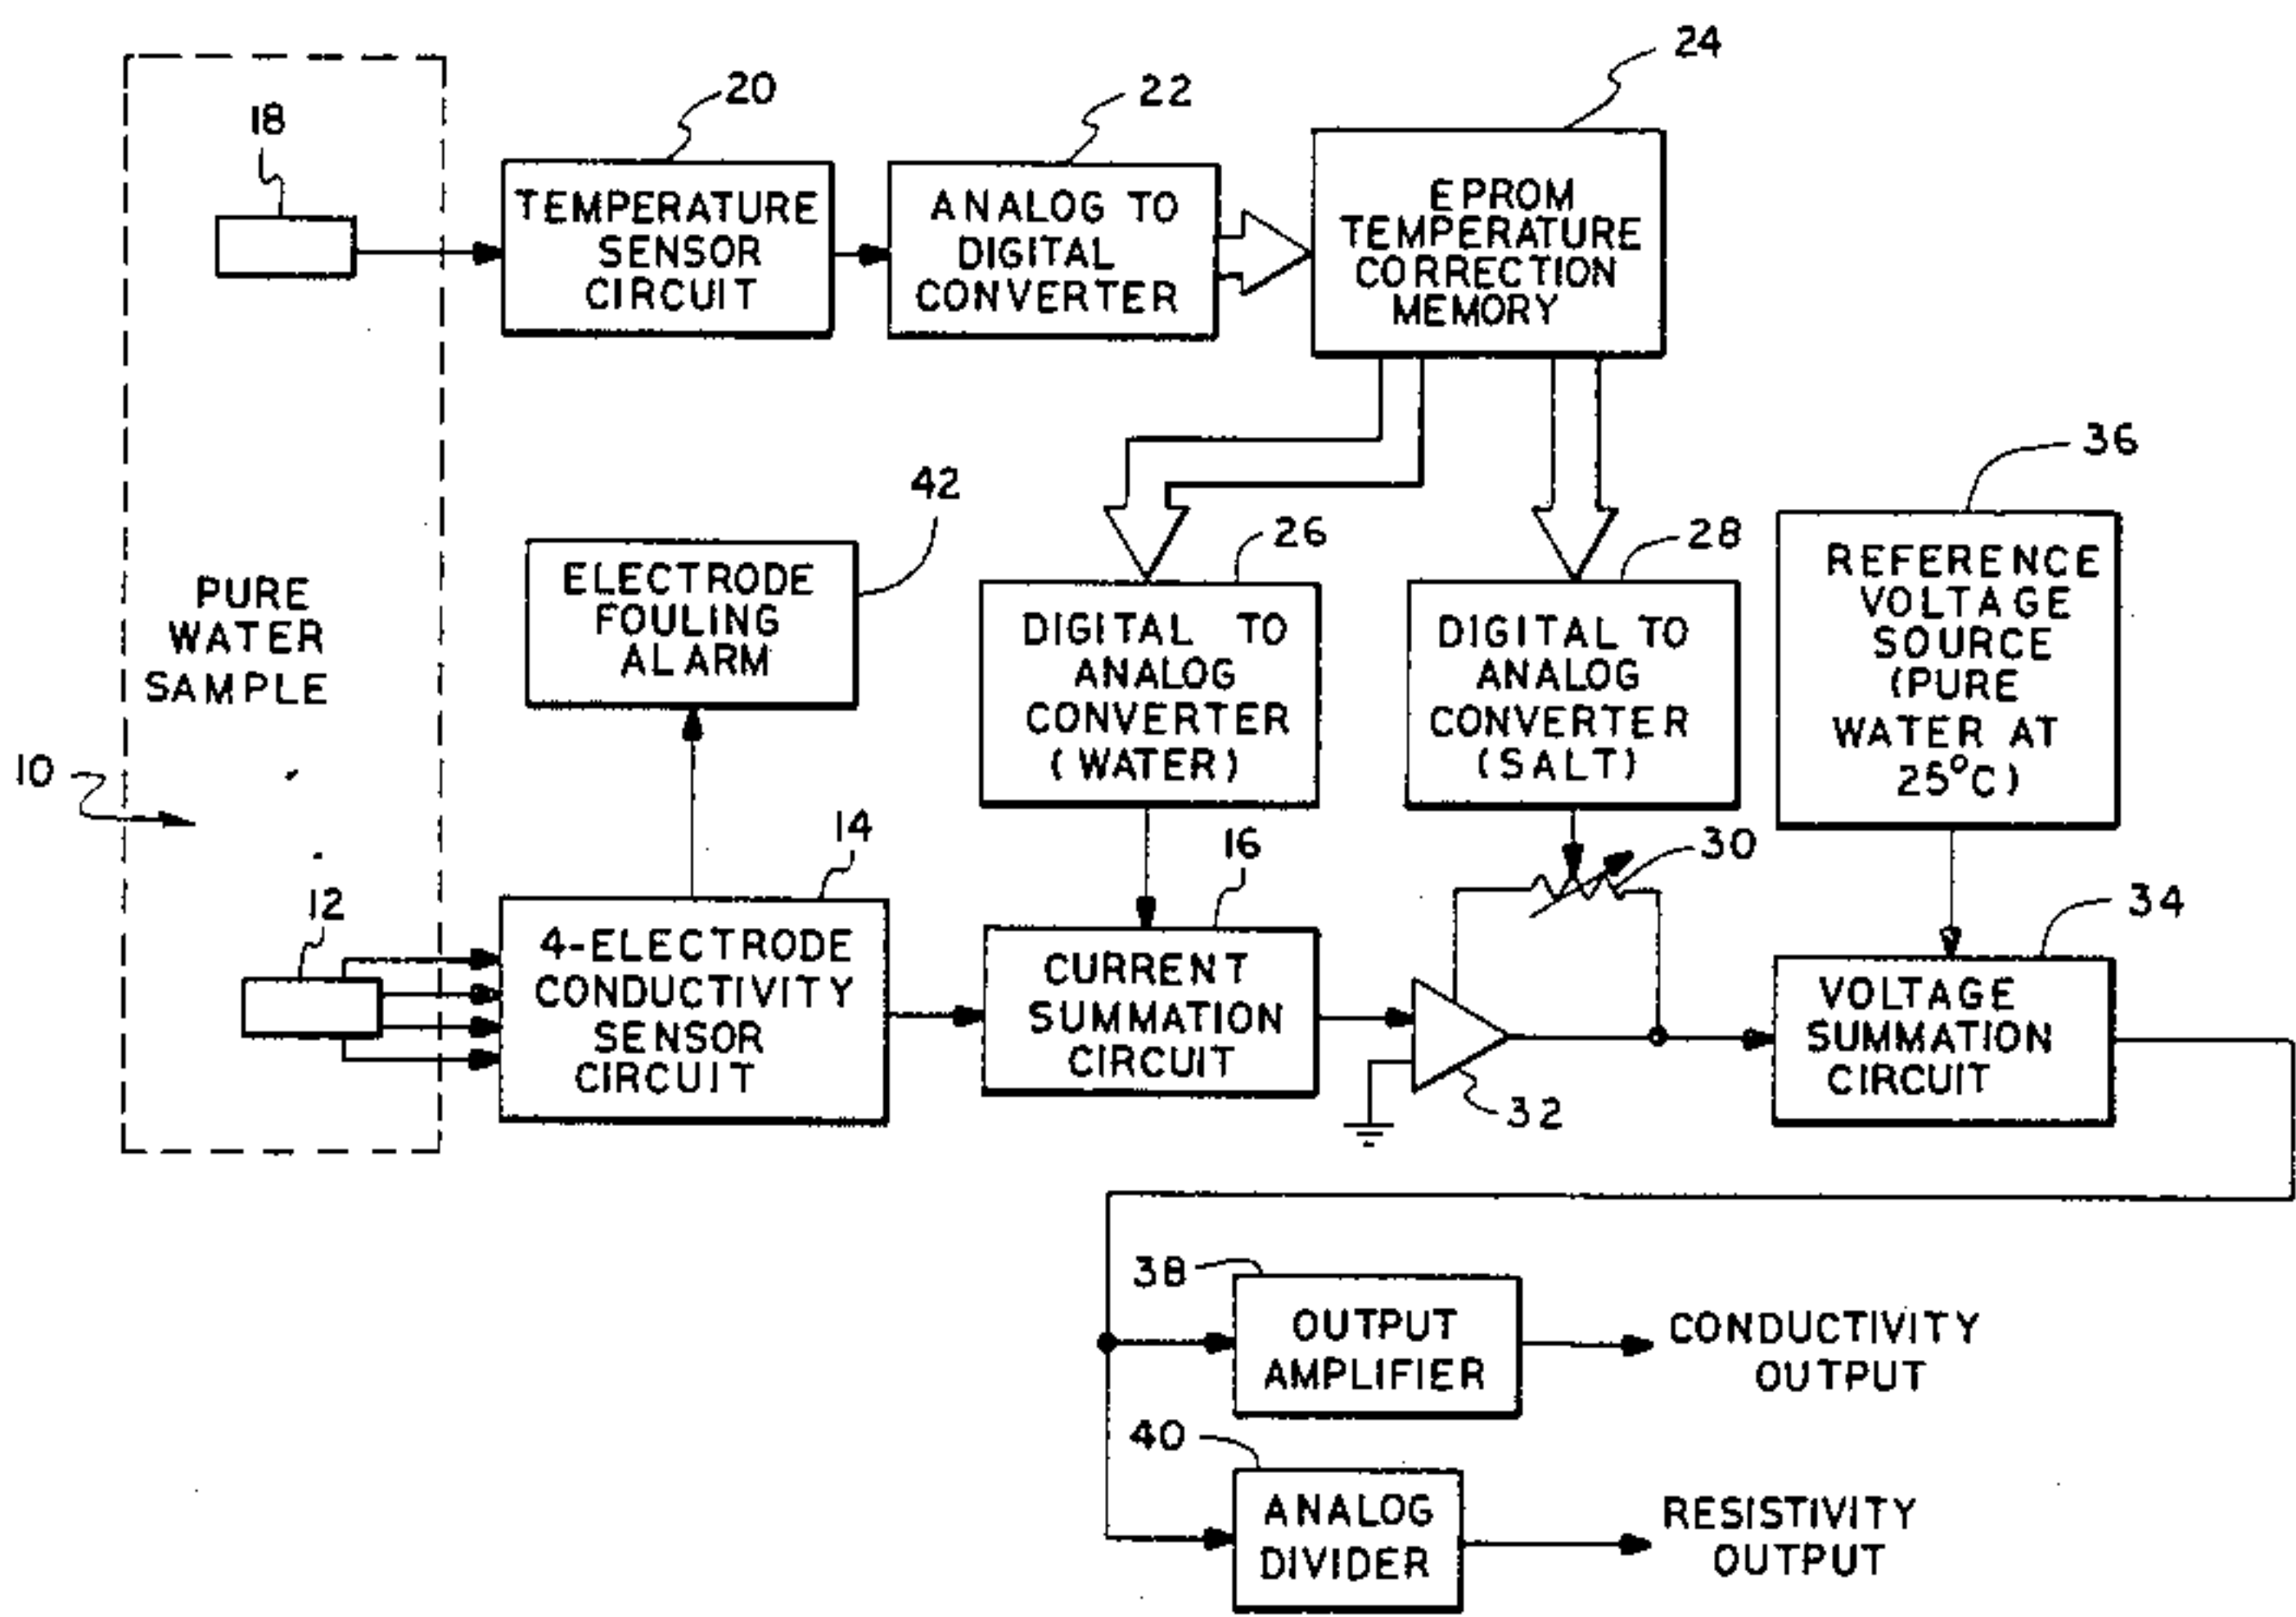 24
20
22
18
TEMPERATURE
SENSOR
CIRCUIT
ANALOG TO
DIGITAL
CONVERTER
EPROM
TEMPERATURE
CORRECTION
MEMORY
36
42
26
28
PURE
WATER
SAMPLE
ELECTRODE
FOULING
ALARM
DIGITAL TO
ANALOG
CONVERTER
(WATER)
DIGITAL TO
ANALOG
CONVERTER
(SALT)
REFERENCE
VOLTAGE
SOURCE
(PURE
WATER AT
25°C)
10
14
16
30
12
34
4-ELECTRODE
CONDUCTIVITY
SENSOR
CIRCUIT
CURRENT
SUMMATION
CIRCUIT
32
VOLTAGE
SUMMATION
CIRCUIT
38
OUTPUT
AMPLIFIER
CONDUCTIVITY
OUTPUT
40
ANALOG
DIVIDER
RESISTIVITY
OUTPUT